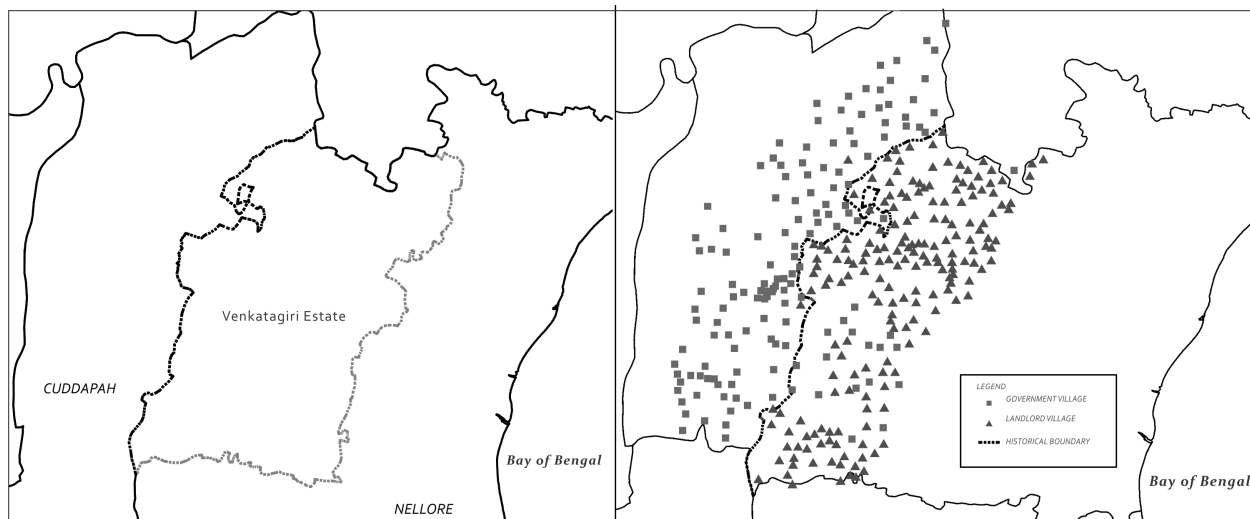 Venkatagiri Estate
CUDDAPAH
Bay of Bengal
NELLORE
LEGEND
GOVERNMENT VILLAGE
LANDLORD VILLAGE
HISTORICAL BOUNDARY
Bay of Bengal